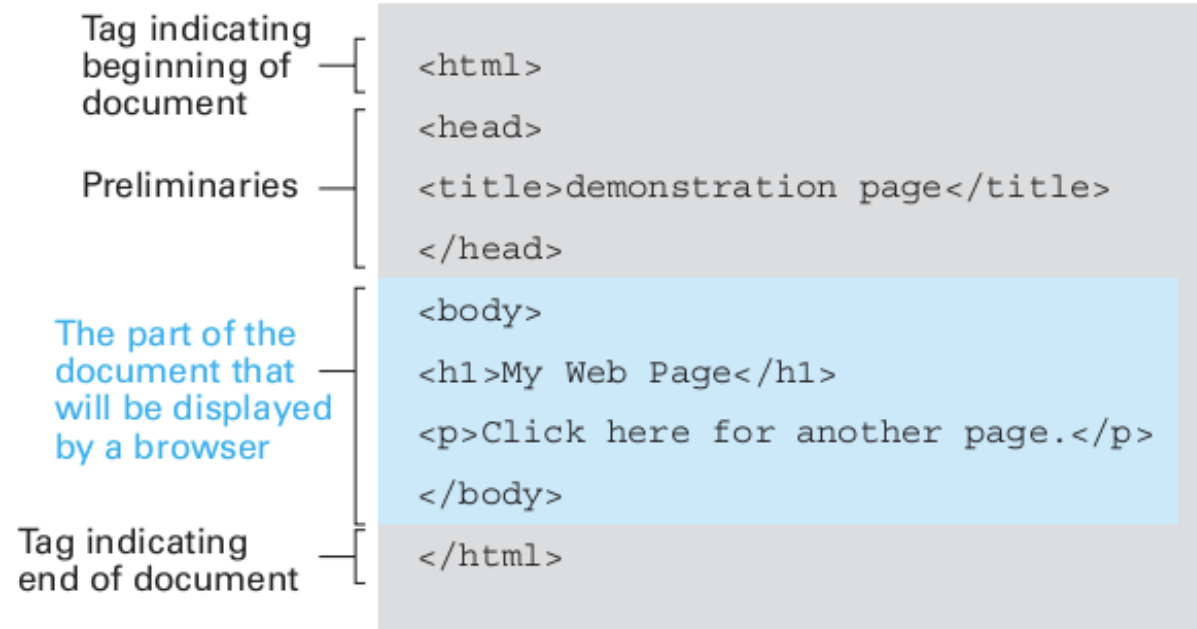 Tag indicating
beginning of
document
<html>
<head>
Preliminaries
<title>demonstration page</title>
</head>
The part of the
document that
will be displayed
by a browser
<body>
<h1>My Web Page</h1>
<p>Click here for another page.</p>
</body>
Tag indicating
end of document
</html>